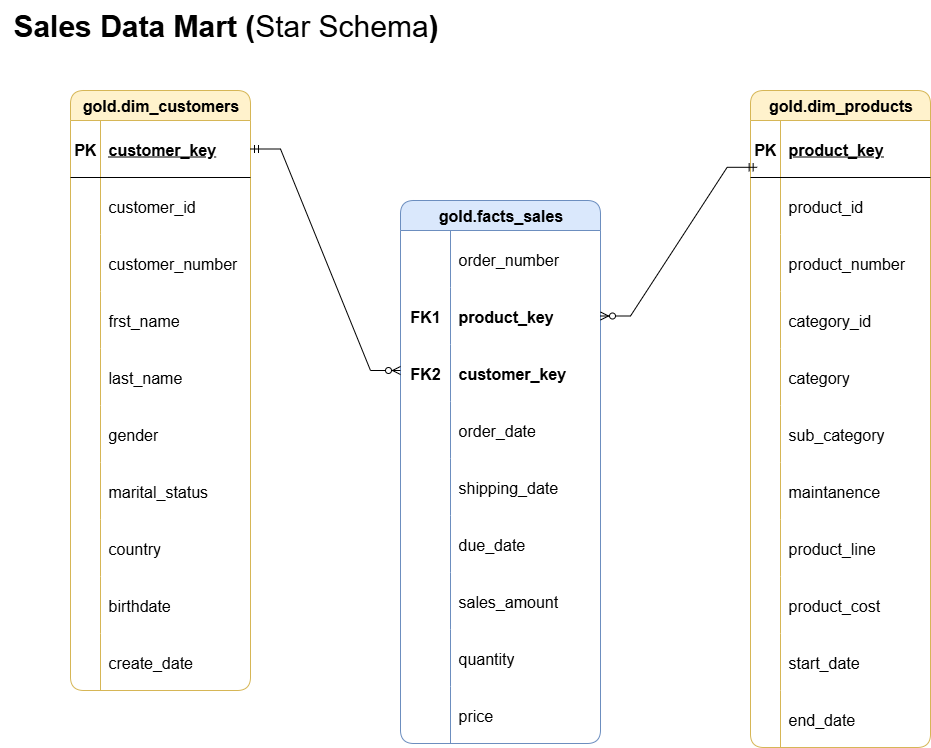 Sales Data Mart (Star Schema)
gold.dim_customers
PK customer_key
customer_id
customer_number
frst_name
last_name
gender
marital_status
country
birthdate
create_date
gold.facts_sales
order_number
FK1 product_key
FK2 customer_key
order_date
shipping_date
due_date
sales_amount
quantity
price
gold.dim_products
PK product_key
product_id
product_number
category_id
category
sub_category
maintanence
product_line
product_cost
start_date
end_date